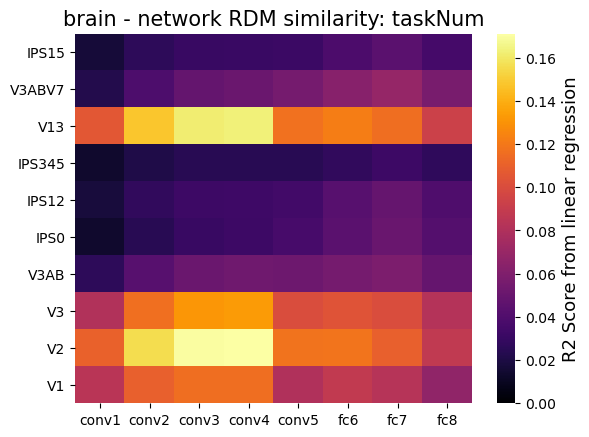 brain - network RDM similarity: taskNum
IPS15
V3ABV7
V13
IPS345
IPS12
IPS0
V3AB
V3
V2
V1
conv1 conv2 conv3 conv4 conv5 fc6 fc7 fc8
0.16
0.14
0.12
0.10
0.08
0.06
0.04
0.02
0.00
R2 Score from linear regression